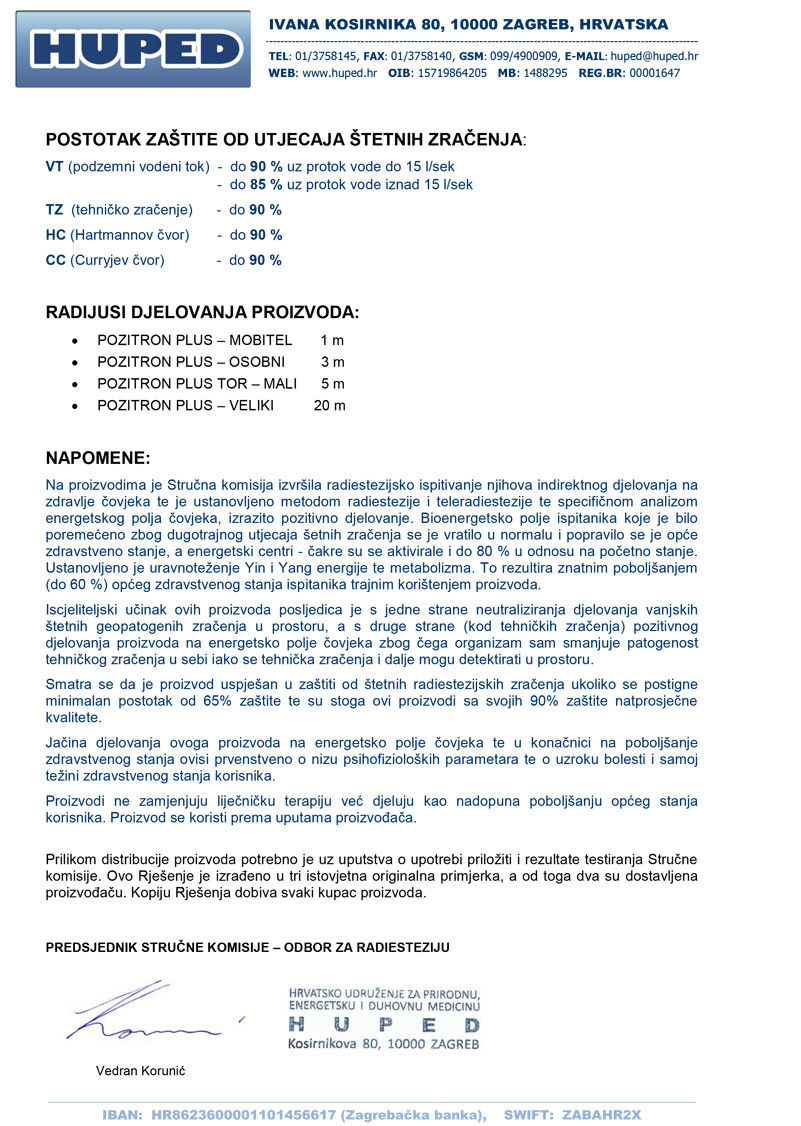 HUPED
IVANA KOSIRNIKA 80, 10000 ZAGREB, HRVATSKA
TEL: 01/3758145, FAX: 01/3758140, GSM: 099/4900909, E-MAIL: huped@huped.hr
WEB: www.huped.hr OIB: 15719864205 MB: 1488295 REG.BR: 00001647
POSTOTAK ZAŠTITE OD UTJECAJA ŠTETNIH ZRAČENJA:
VT (podzemni vodeni tok) - do 90 % uz protok vode do 15 l/sek
- do 85 % uz protok vode iznad 15 l/sek
TZ (tehničko zračenje) - do 90 %
HC (Hartmannov čvor) - do 90 %
CC (Curryjev čvor) - do 90 %
RADIJUSI DJELOVANJA PROIZVODA:
• POZITRON PLUS – MOBITEL 1 m
• POZITRON PLUS – OSOBNI 3 m
• POZITRON PLUS TOR – MALI 5 m
• POZITRON PLUS – VELIKI 20 m
NAPOMENE:
Na proizvodima je Stručna komisija izvršila radiestezijsko ispitivanje njihova indirektnog djelovanja na
zdravlje čovjeka te je ustanovljeno metodom radiestezije i teleradiestezije te specifičnom analizom
energetskog polja čovjeka, izrazito pozitivno djelovanje. Bioenergetsko polje ispitanika koje je bilo
poremećeno zbog dugotrajnog utjecaja šetnih zračenja se je vratilo u normalu i popravilo se je opće
zdravstveno stanje, a energetski centri - čakre su se aktivirale i do 80 % u odnosu na početno stanje.
Ustanovljeno je uravnoteženje Yin i Yang energije te metabolizma. To rezultira znatnim poboljšanjem
(do 60 %) općeg zdravstvenog stanja ispitanika trajnim korištenjem proizvoda.
Iscjeliteljski učinak ovih proizvoda posljedica je s jedne strane neutraliziranja djelovanja vanjskih
štetnih geopatogenih zračenja u prostoru, a s druge strane (kod tehničkih zračenja) pozitivnog
djelovanja proizvoda na energetsko polje čovjeka zbog čega organizam sam smanjuje patogenost
tehničkog zračenja u sebi iako se tehnička zračenja i dalje mogu detektirati u prostoru.
Smatra se da je proizvod uspješan u zaštiti od štetnih radiestezijskih zračenja ukoliko se postigne
minimalan postotak od 65% zaštite te su stoga ovi proizvodi sa svojih 90% zaštite natprosječne
kvalitete.
Jačina djelovanja ovoga proizvoda na energetsko polje čovjeka te u konačnici na poboljšanje
zdravstvenog stanja ovisi prvenstveno o nizu psihofizioloških parametara te o uzroku bolesti i samoj
težini zdravstvenog stanja korisnika.
Proizvodi ne zamjenjuju liječničku terapiju već djeluju kao nadopuna poboljšanju općeg stanja
korisnika. Proizvod se koristi prema uputama proizvođača.
Prilikom distribucije proizvoda potrebno je uz uputstva o upotrebi priložiti i rezultate testiranja Stručne
komisije. Ovo Rješenje je izrađeno u tri istovjetna originalna primjerka, a od toga dva su dostavljena
proizvođaču. Kopiju Rješenja dobiva svaki kupac proizvoda.
PREDSJEDNIK STRUČNE KOMISIJE – ODBOR ZA RADIESTEZIJU
HRVATSKO UDRUŽENJE ZA PRIRODNU,
ENERGETSKU I DUHOVNU MEDICINU
H U P E D
Kosirnikova 80, 10000 ZAGREB
Vedran Korunić
IBAN: HR8623600001101456617 (Zagrebačka banka), SWIFT: ZABAHR2X